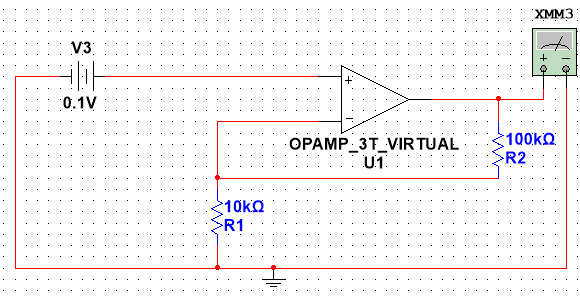 XMM3
V3
0.1V
+
−
+
−
OPAMP_3T_VIRTUAL
U1
100kΩ
R2
10kΩ
R1